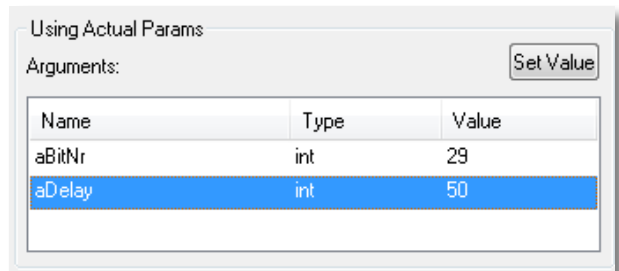 Using Actual Params
Arguments:
Set Value
Name Type Value
aBitNr int 29
aDelay int 50